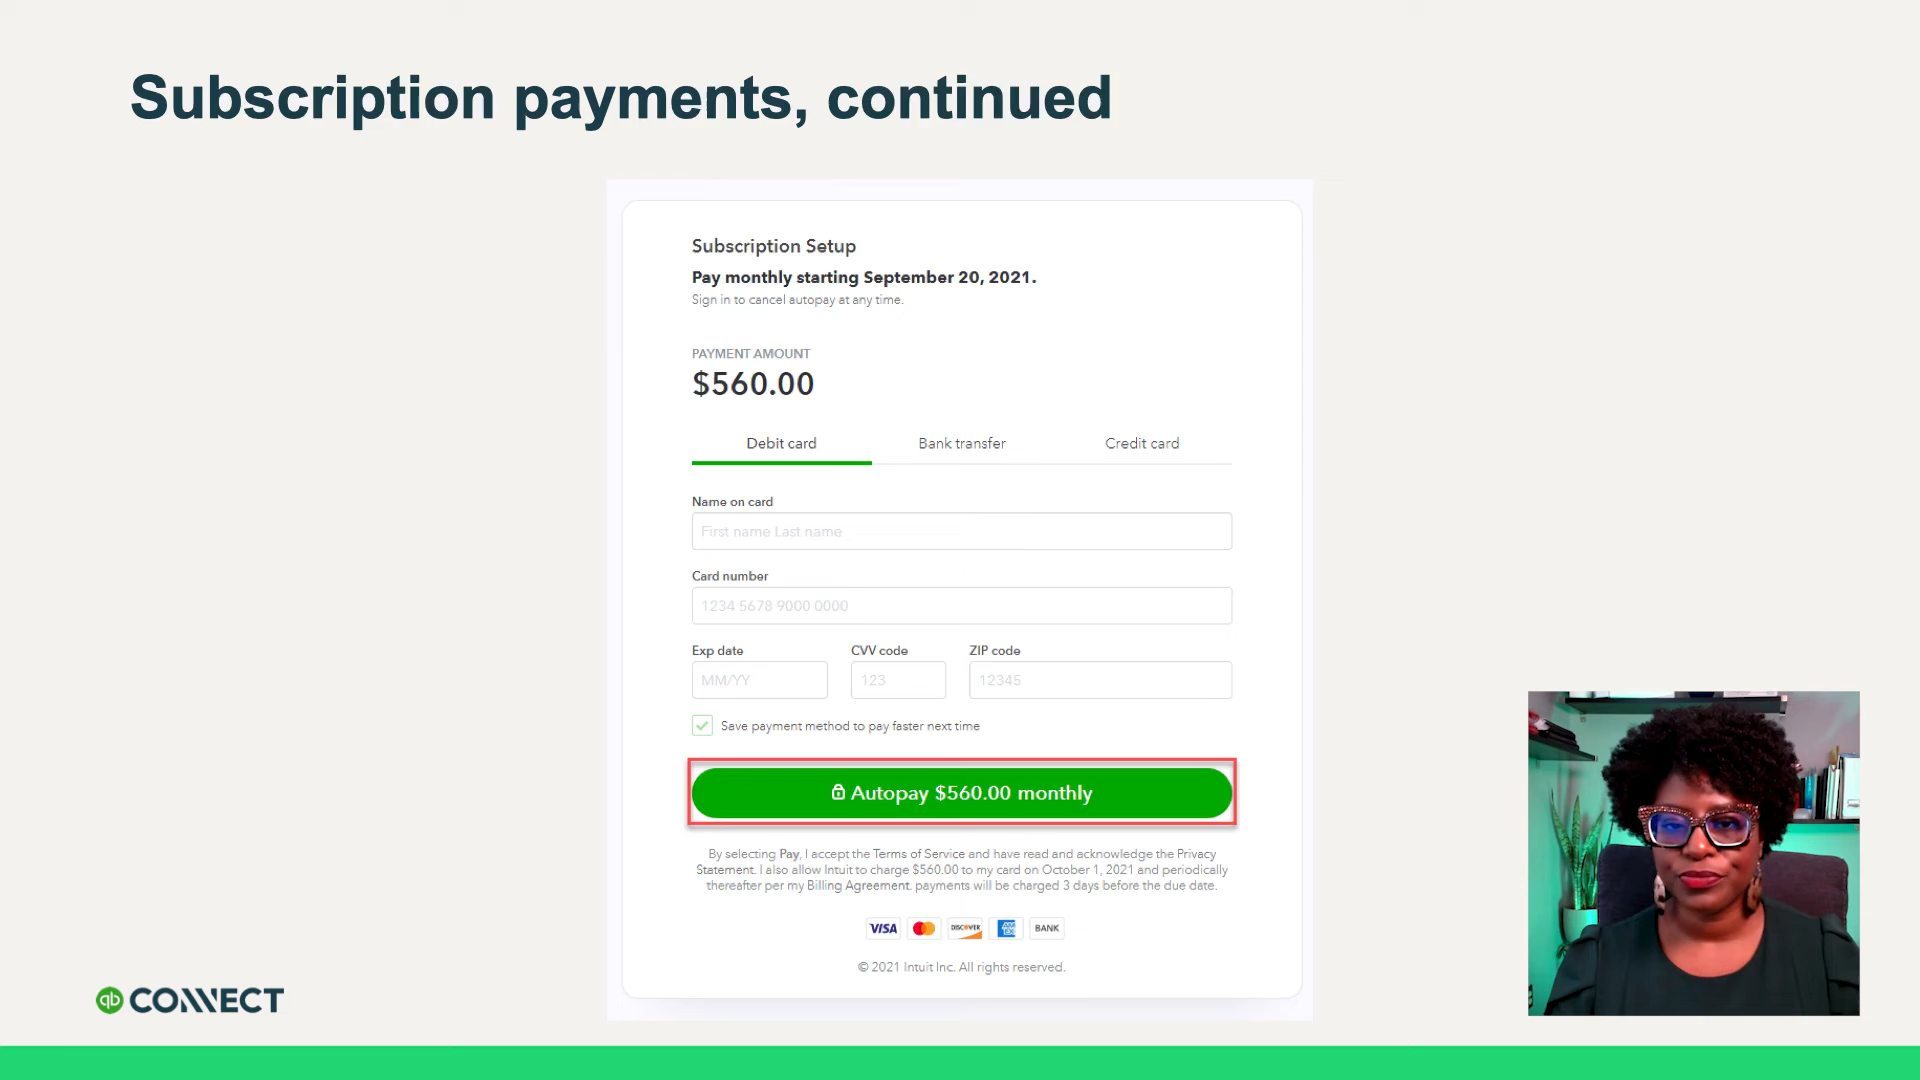 Subscription payments, continued
Subscription Setup
Pay monthly starting September 20, 2021.
Sign in to cancel autopay at any time.
PAYMENT AMOUNT
$560.00
Debit card Bank transfer Credit card
Name on card
First name Last name
Card number
1234 5678 9000 0000
Exp date CVV code ZIP code
MM/YY 123 12345
Save payment method to pay faster next time
Autopay $560.00 monthly
By selecting Pay, I accept the Terms of Service and have read and acknowledge the Privacy
Statement. I also allow Intuit to charge $560.00 to my card on October 1, 2021 and periodically
thereafter per my Billing Agreement. payments will be charged 3 days before the due date.
VISA DISCOVER AM EX BANK
© 2021 Intuit Inc. All rights reserved.
qb CONNECT